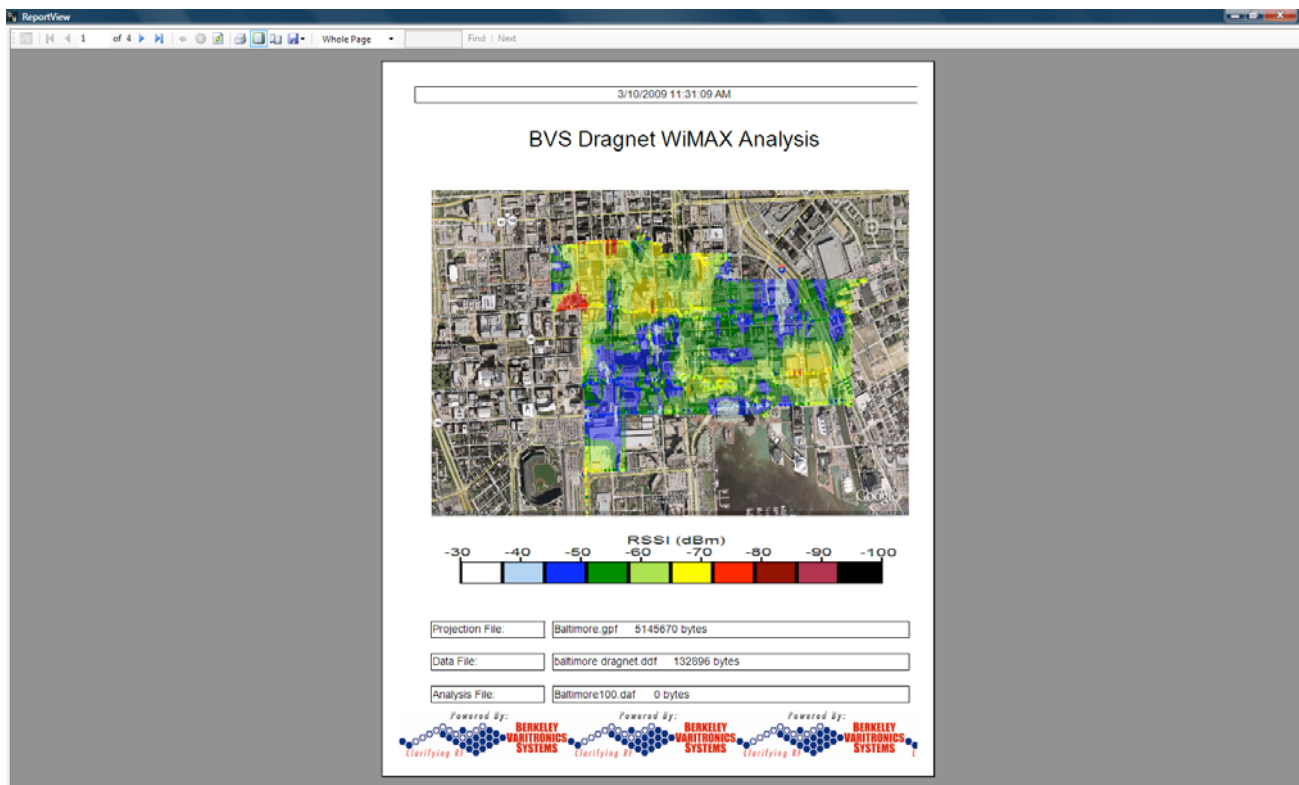 ReportView
1 of 4 Whole Page Find | Next
3/10/2009 11:31:09 AM
BVS Dragnet WiMAX Analysis
Google
RSSI (dBm)
-30 -40 -50 -60 -70 -80 -90 -100
Projection File: Baltimore.gpf 5145670 bytes
Data File: baltimore dragnet.ddf 132896 bytes
Analysis File: Baltimore100.daf 0 bytes
Powered By: Powered By: Powered By:
BERKELEY BERKELEY BERKELEY
VARITRONICS VARITRONICS VARITRONICS
SYSTEMS SYSTEMS SYSTEMS
Clarifying RF Clarifying RF Clarifying RF